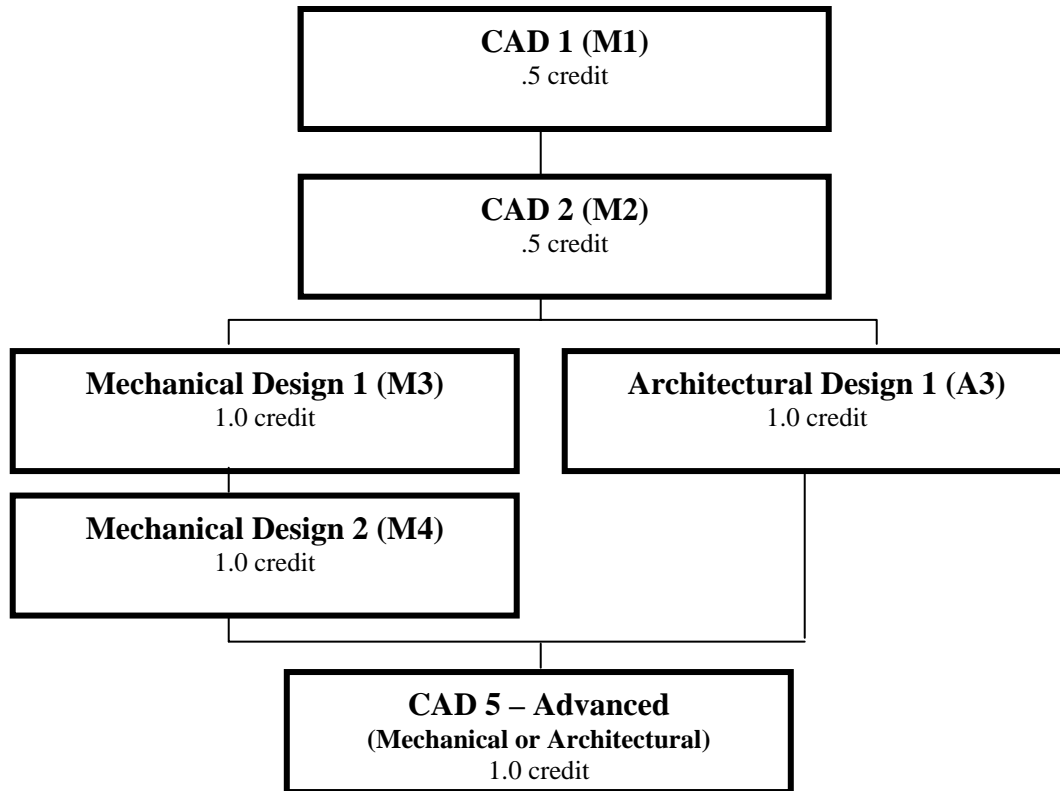 CAD 1 (M1)
.5 credit
CAD 2 (M2)
.5 credit
Mechanical Design 1 (M3)
1.0 credit
Architectural Design 1 (A3)
1.0 credit
Mechanical Design 2 (M4)
1.0 credit
CAD 5 – Advanced
(Mechanical or Architectural)
1.0 credit